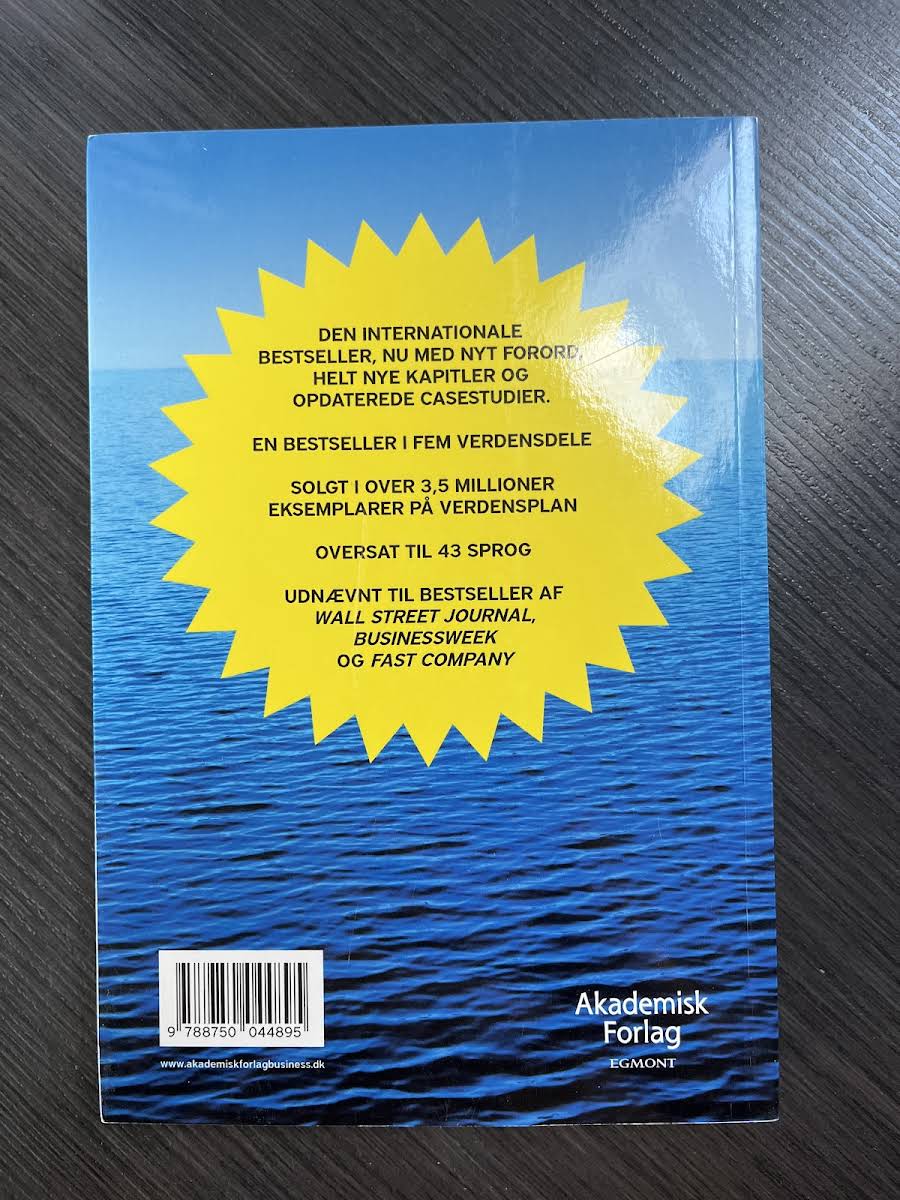 DEN INTERNATIONALE
BESTSELLER, NU MED NYT FORORD,
HELT NYE KAPITLER OG
OPDATEREDE CASESTUDIER.
EN BESTSELLER I FEM VERDENSDELE
SOLGT I OVER 3,5 MILLIONER
EKSEMPLARER PÅ VERDENSPLAN
OVERSAT TIL 43 SPROG
UDNÆVNT TIL BESTSELLER AF
WALL STREET JOURNAL,
BUSINESSWEEK
OG FAST COMPANY
9 788750 044895
www.akademiskforlagbusiness.dk
Akademisk
Forlag
EGMONT